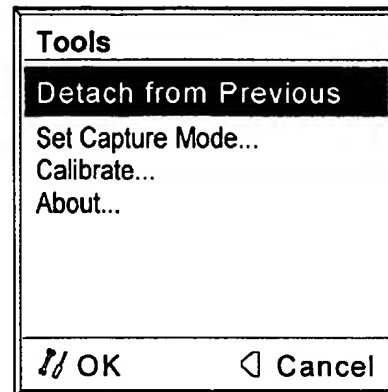 Tools
Detach from Previous
Set Capture Mode...
Calibrate...
About...
OK Cancel